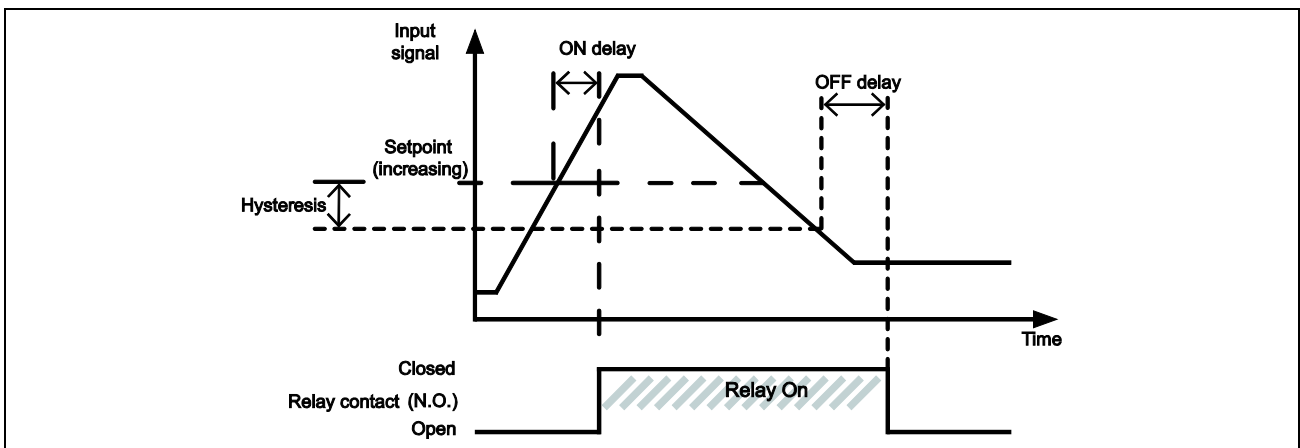 Input
signal
ON delay
OFF delay
Setpoint
(increasing)
Hysteresis
Time
Closed
Relay On
Relay contact (N.O.)
Open